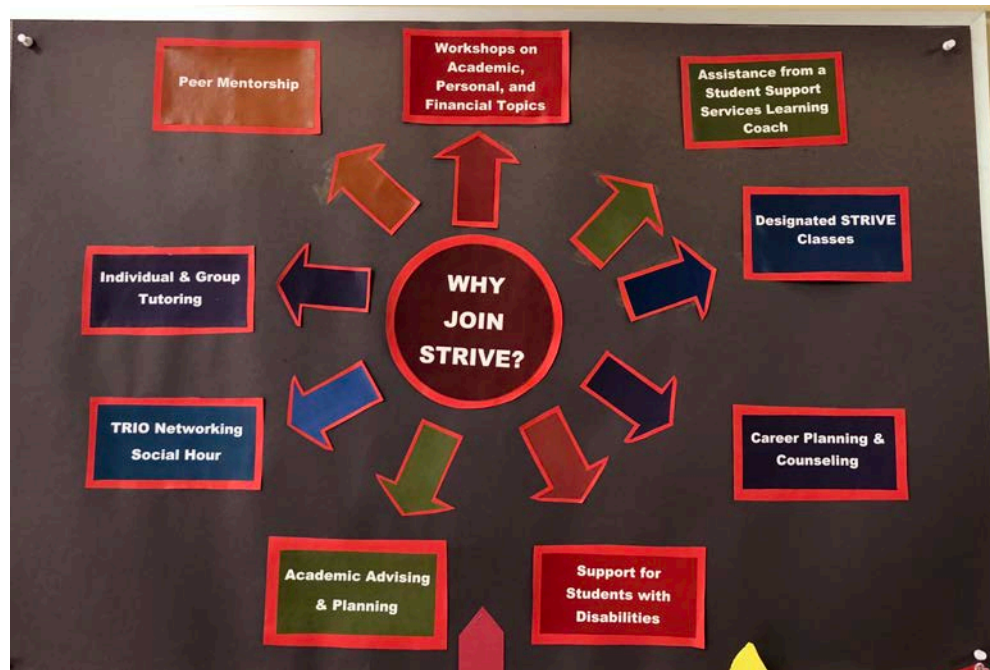 WHY
JOIN
STRIVE?
Peer Mentorship
Workshops on
Academic,
Personal, and
Financial Topics
Assistance from a
Student Support
Services Learning
Coach
Designated STRIVE
Classes
Career Planning &
Counseling
Support for
Students with
Disabilities
Academic Advising
& Planning
TRIO Networking
Social Hour
Individual & Group
Tutoring